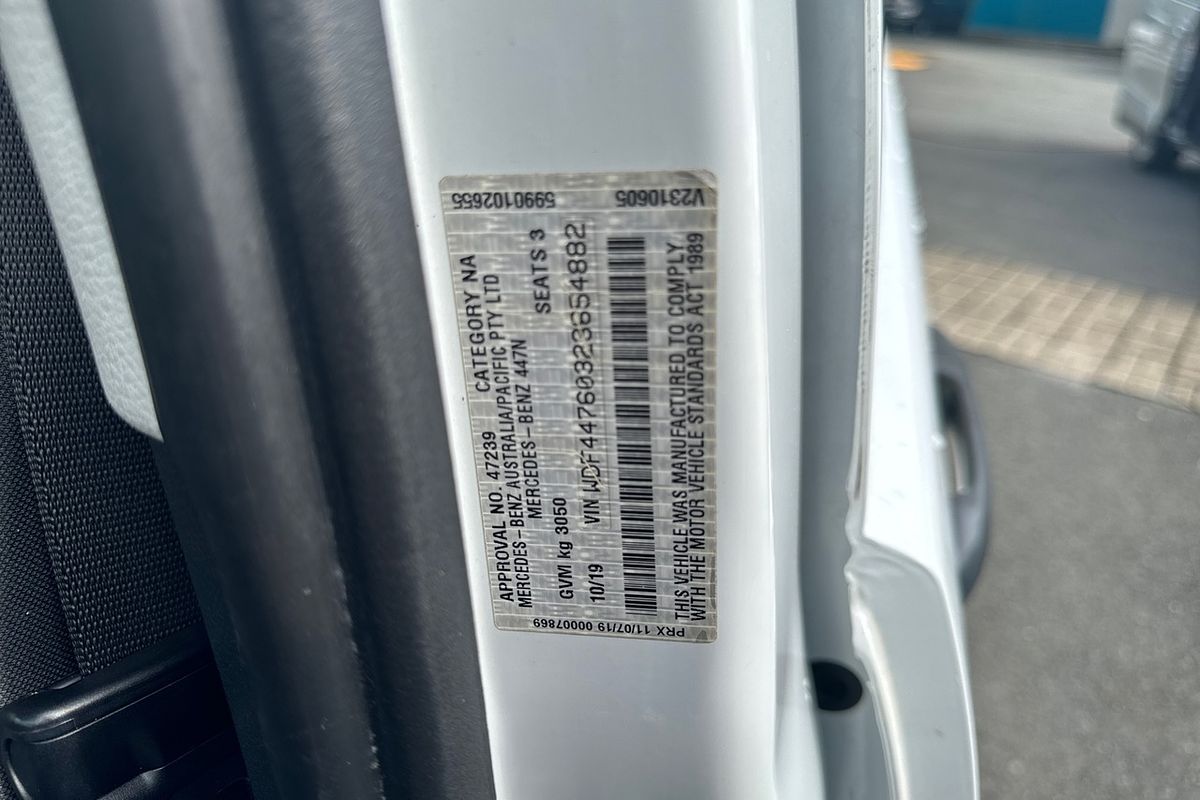 5990102655
V2310605
APPROVAL NO. 47239 CATEGORY NA
MERCEDES-BENZ AUSTRALIA/PACIFIC PTY LTD
MERCEDES-BENZ 447N
GVM kg 3050 SEATS 3
10/19 VIN WDF44760323654882
THIS VEHICLE WAS MANUFACTURED TO COMPLY
WITH THE MOTOR VEHICLE STANDARDS ACT 1989
PRX 11/07/19 00007869